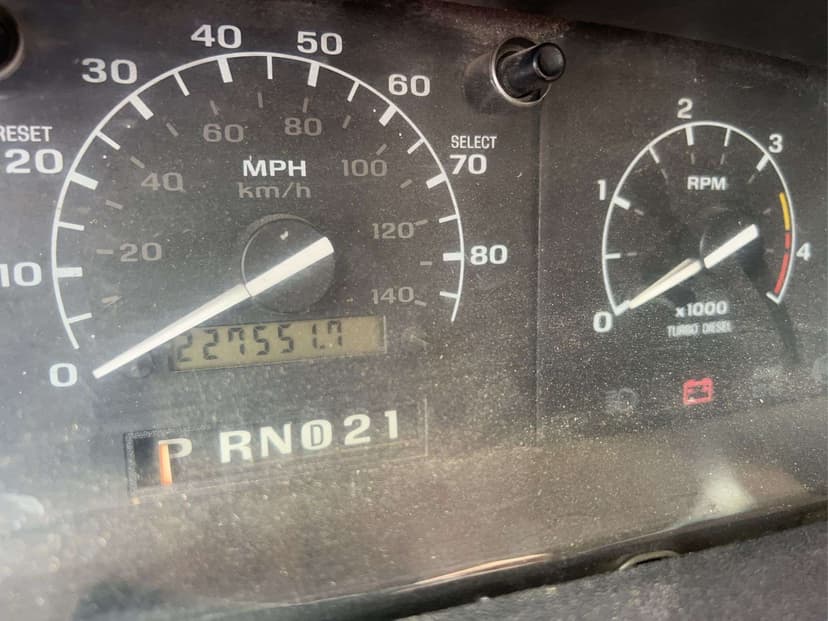 40 50
30 60
RESET
20
60 80
SELECT
70
MPH
km/h
40 100
20 120
10 80
140
0
227551.7
P RND21
2
1 3
RPM
4
0
x1000
TURBO DIESEL